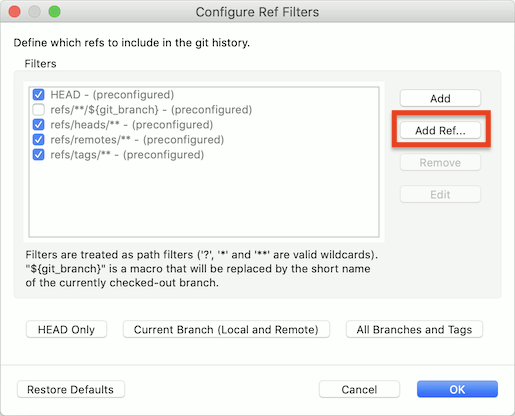 Configure Ref Filters
Define which refs to include in the git history.
Filters
HEAD - (preconfigured)
refs/**/${git_branch} - (preconfigured)
refs/heads/** - (preconfigured)
refs/remotes/** - (preconfigured)
refs/tags/** - (preconfigured)
Add
Add Ref...
Remove
Edit
Filters are treated as path filters ('?', '*' and '**' are valid wildcards).
"${git_branch}" is a macro that will be replaced by the short name
of the currently checked-out branch.
HEAD Only
Current Branch (Local and Remote)
All Branches and Tags
Restore Defaults
Cancel
OK